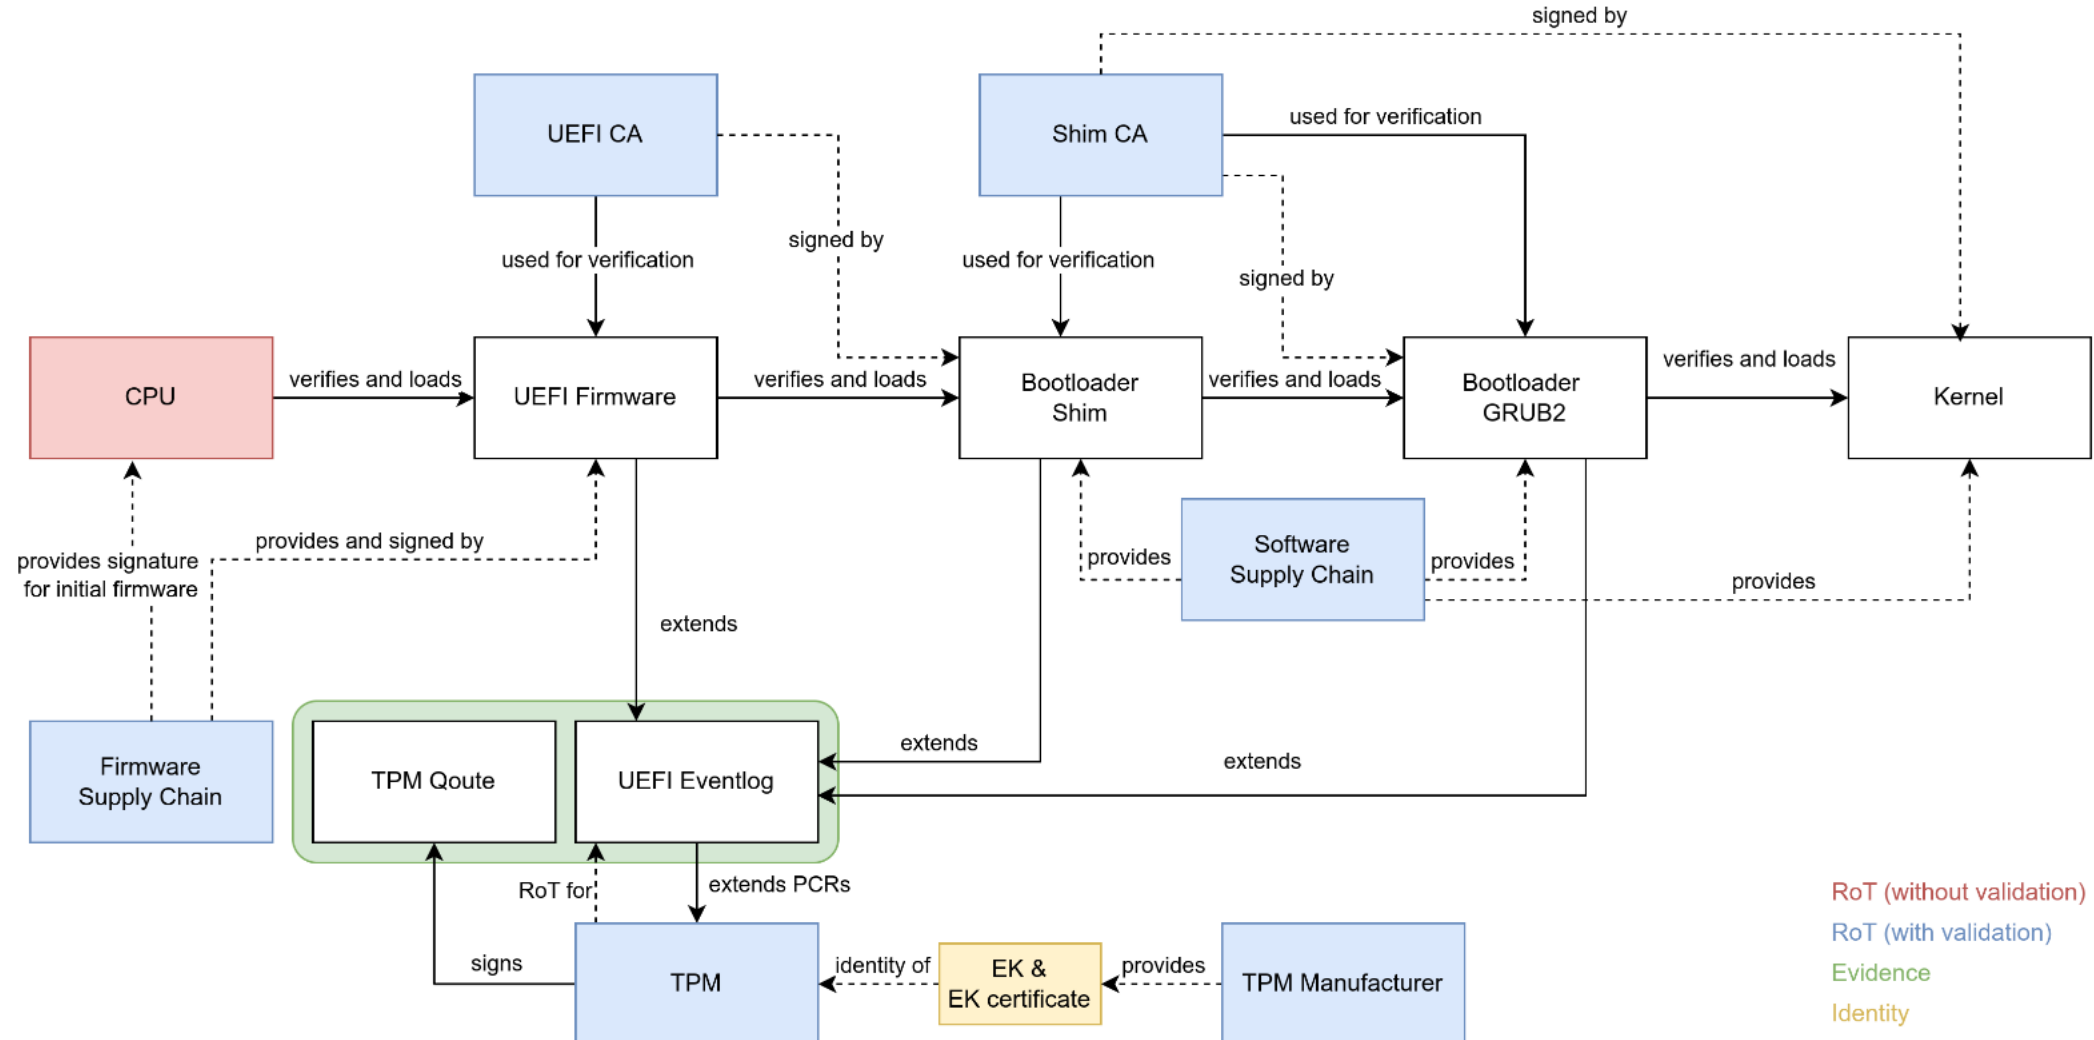 signed by
UEFI CA
Shim CA
used for verification
signed by
used for verification
used for verification
signed by
CPU
verifies and loads
UEFI Firmware
verifies and loads
Bootloader
Shim
verifies and loads
Bootloader
GRUB2
verifies and loads
Kernel
provides signature
for initial firmware
provides and signed by
provides
Software
Supply Chain
provides
provides
extends
Firmware
Supply Chain
TPM Qoute
UEFI Eventlog
extends
extends
RoT for
extends PCRs
signs
TPM
identity of
EK &
EK certificate
provides
TPM Manufacturer
RoT (without validation)
RoT (with validation)
Evidence
Identity